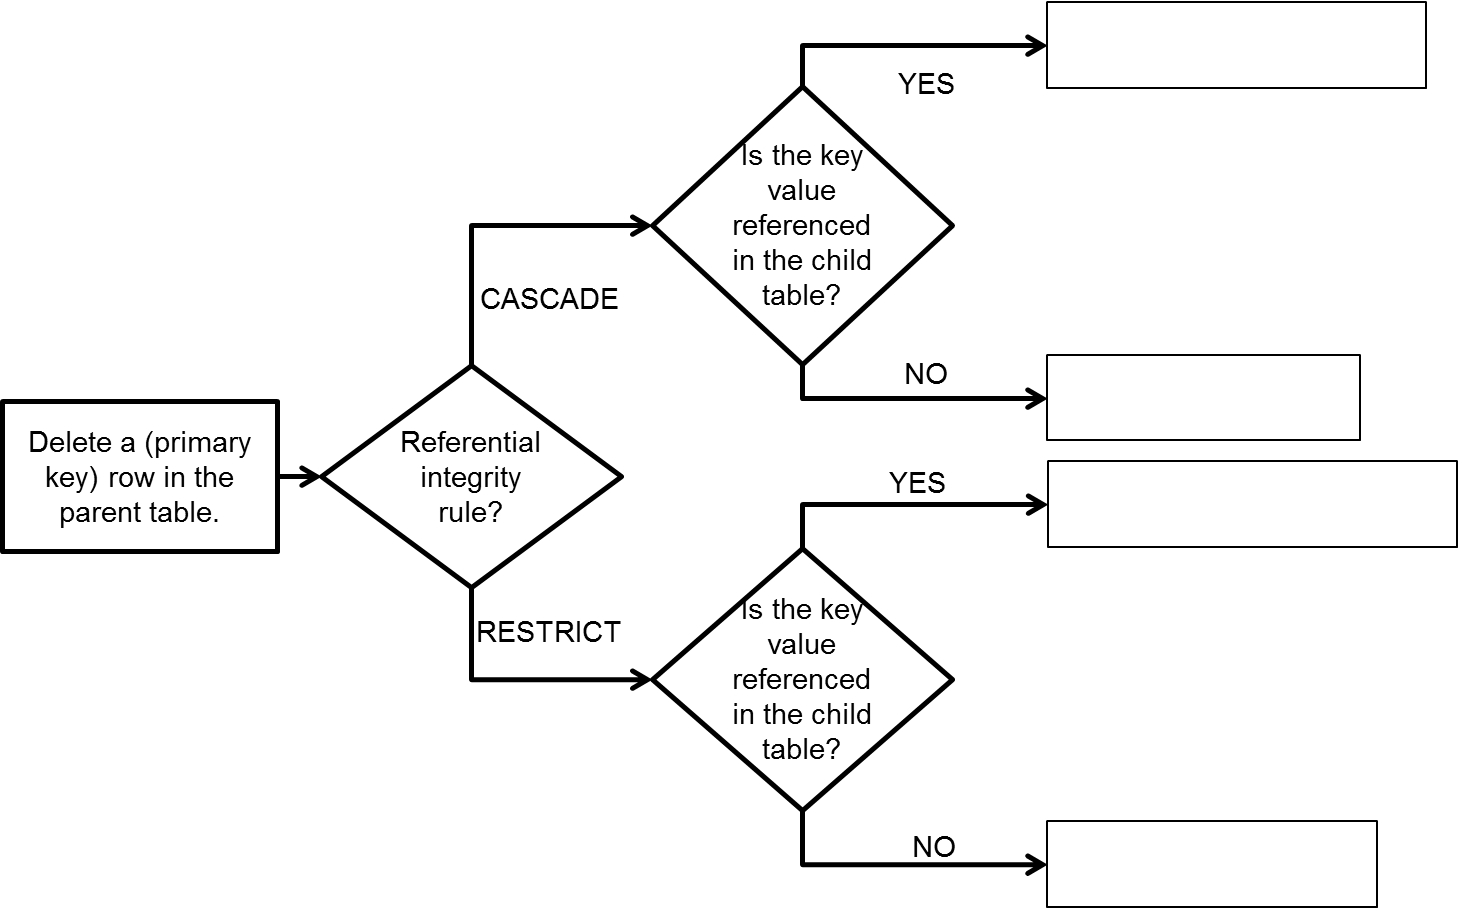 Delete a (primary
key) row in the
parent table.
Referential
integrity
rule?
CASCADE
Is the key
value
referenced
in the child
table?
YES
NO
RESTRICT
Is the key
value
referenced
in the child
table?
YES
NO